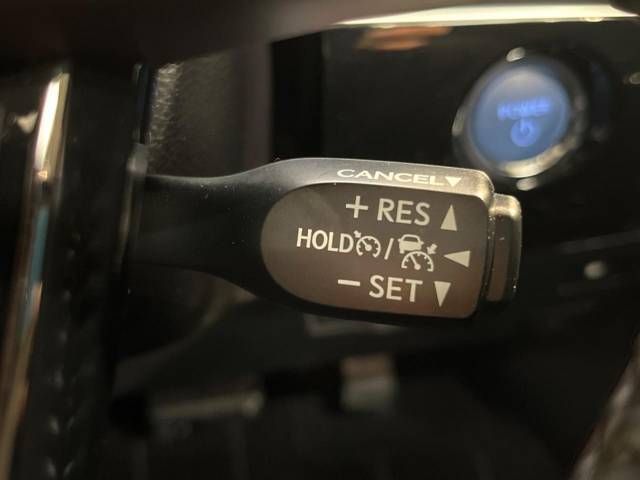 CANCEL▼
+ RES ▲
HOLD / ◀
− SET ▼
POWER